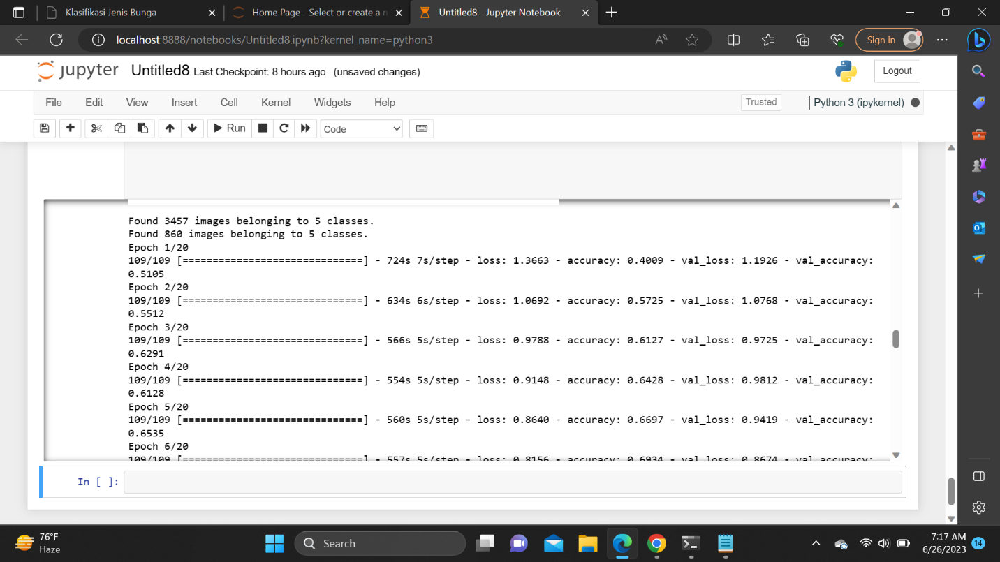 Klasifikasi Jenis Bunga
Home Page - Select or create a n
Untitled8 - Jupyter Notebook
localhost:8888/notebooks/Untitled8.ipynb?kernel_name=python3
Sign in
jupyter Untitled8 Last Checkpoint: 8 hours ago (unsaved changes)
Logout
File Edit View Insert Cell Kernel Widgets Help
Trusted
Python 3 (ipykernel)
Run
Code
Found 3457 images belonging to 5 classes.
Found 860 images belonging to 5 classes.
Epoch 1/20
109/109 [==============================] - 724s 7s/step - loss: 1.3663 - accuracy: 0.4009 - val_loss: 1.1926 - val_accuracy:
0.5105
Epoch 2/20
109/109 [==============================] - 634s 6s/step - loss: 1.0692 - accuracy: 0.5725 - val_loss: 1.0768 - val_accuracy:
0.5512
Epoch 3/20
109/109 [==============================] - 566s 5s/step - loss: 0.9788 - accuracy: 0.6127 - val_loss: 0.9725 - val_accuracy:
0.6291
Epoch 4/20
109/109 [==============================] - 554s 5s/step - loss: 0.9148 - accuracy: 0.6428 - val_loss: 0.9812 - val_accuracy:
0.6128
Epoch 5/20
109/109 [==============================] - 560s 5s/step - loss: 0.8640 - accuracy: 0.6697 - val_loss: 0.9419 - val_accuracy:
0.6535
Epoch 6/20
109/109 [==============================] - 557s 5s/step - loss: 0.8156 - accuracy: 0.6934 - val_loss: 0.8674 - val_accuracy:
In [ ]:
76°F
Haze
Search
7:17 AM
6/26/2023
14